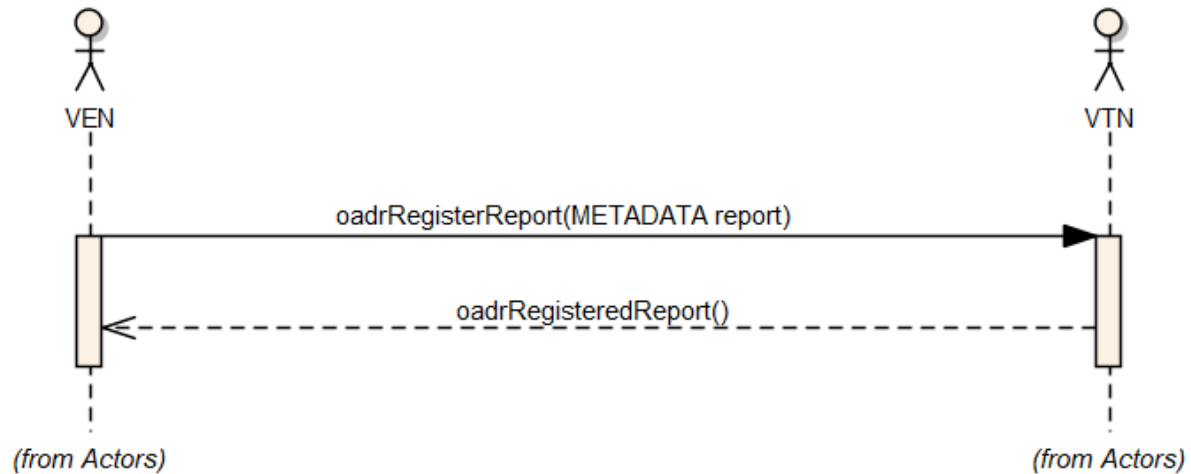 VEN
VTN
oadrRegisterReport(METADATA report)
oadrRegisteredReport()
(from Actors)
(from Actors)